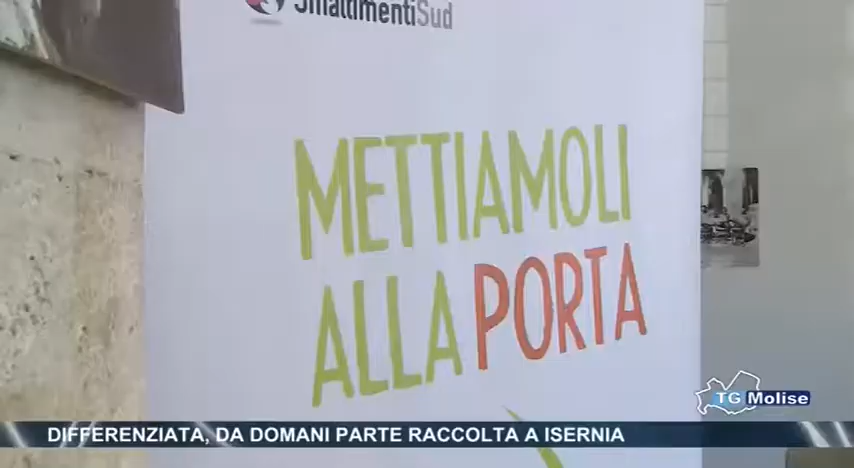 SmaltimentiSud
METTIAMOLI
ALLA PORTA
TG Molise
DIFFERENZIATA, DA DOMANI PARTE RACCOLTA A ISERNIA